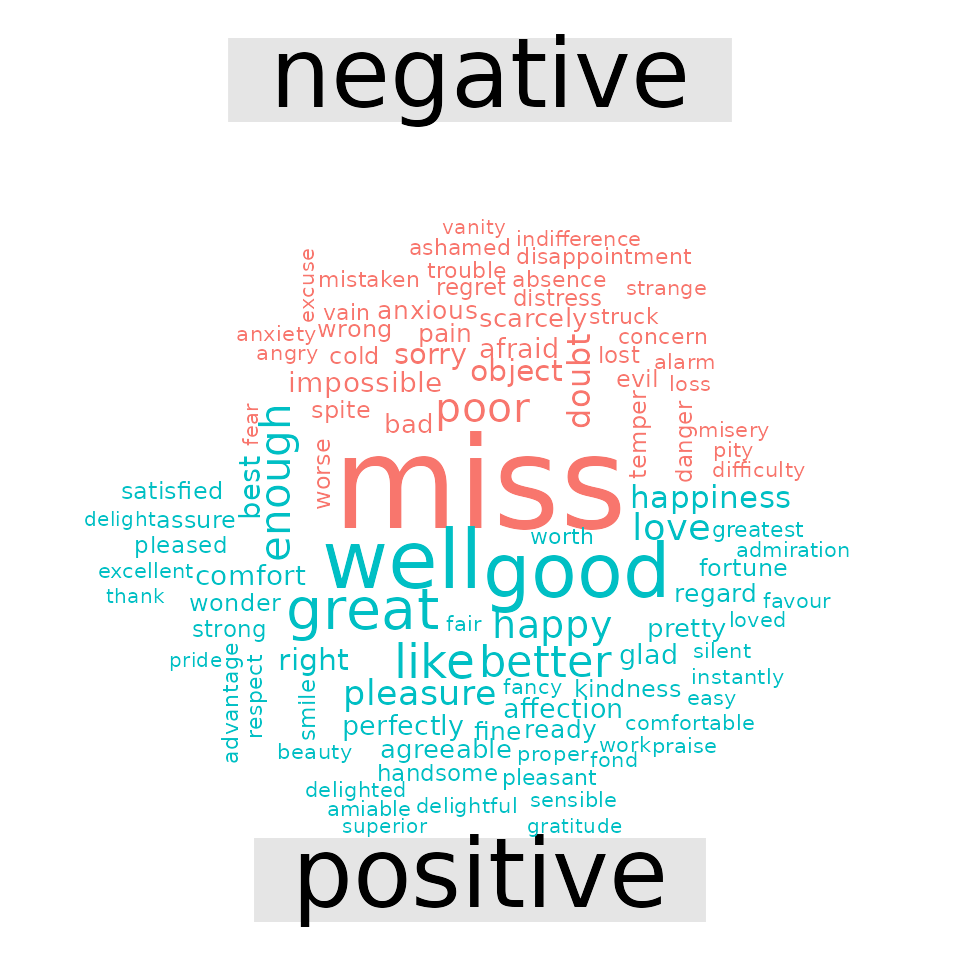 negative
vanity
indifference
ashamed
disappointment
trouble
excuse
mistaken
absence
regret
strange
distress
vain
anxious
scarcely
struck
wrong
anxiety
pain
concern
angry
cold
sorry
afraid
lost
alarm
object
doubt
evil
loss
impossible
spite
poor
bad
temper
danger
misery
fear
pity
worse
difficulty
miss
enough
best
satisfied
happiness
delight
assure
love
greatest
worth
pleased
well
good
admiration
excellent
comfort
fortune
thank
wonder
great
regard
favour
strong
fair
happy
pretty
loved
pride
right
like
better
glad
silent
advantage
respect
smile
pleasure
fancy
kindness
instantly
easy
affection
perfectly
fine
ready
comfortable
beauty
agreeable
proper
work
praise
fond
handsome
pleasant
delighted
amiable
delightful
sensible
superior
gratitude
positive